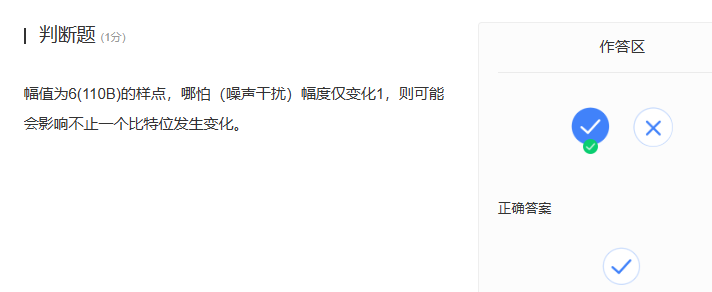 判断题 (1分)
作答区
幅值为6(110B)的样点，哪怕（噪声干扰）幅度仅变化1，则可能
会影响不止一个比特位发生变化。
正确答案